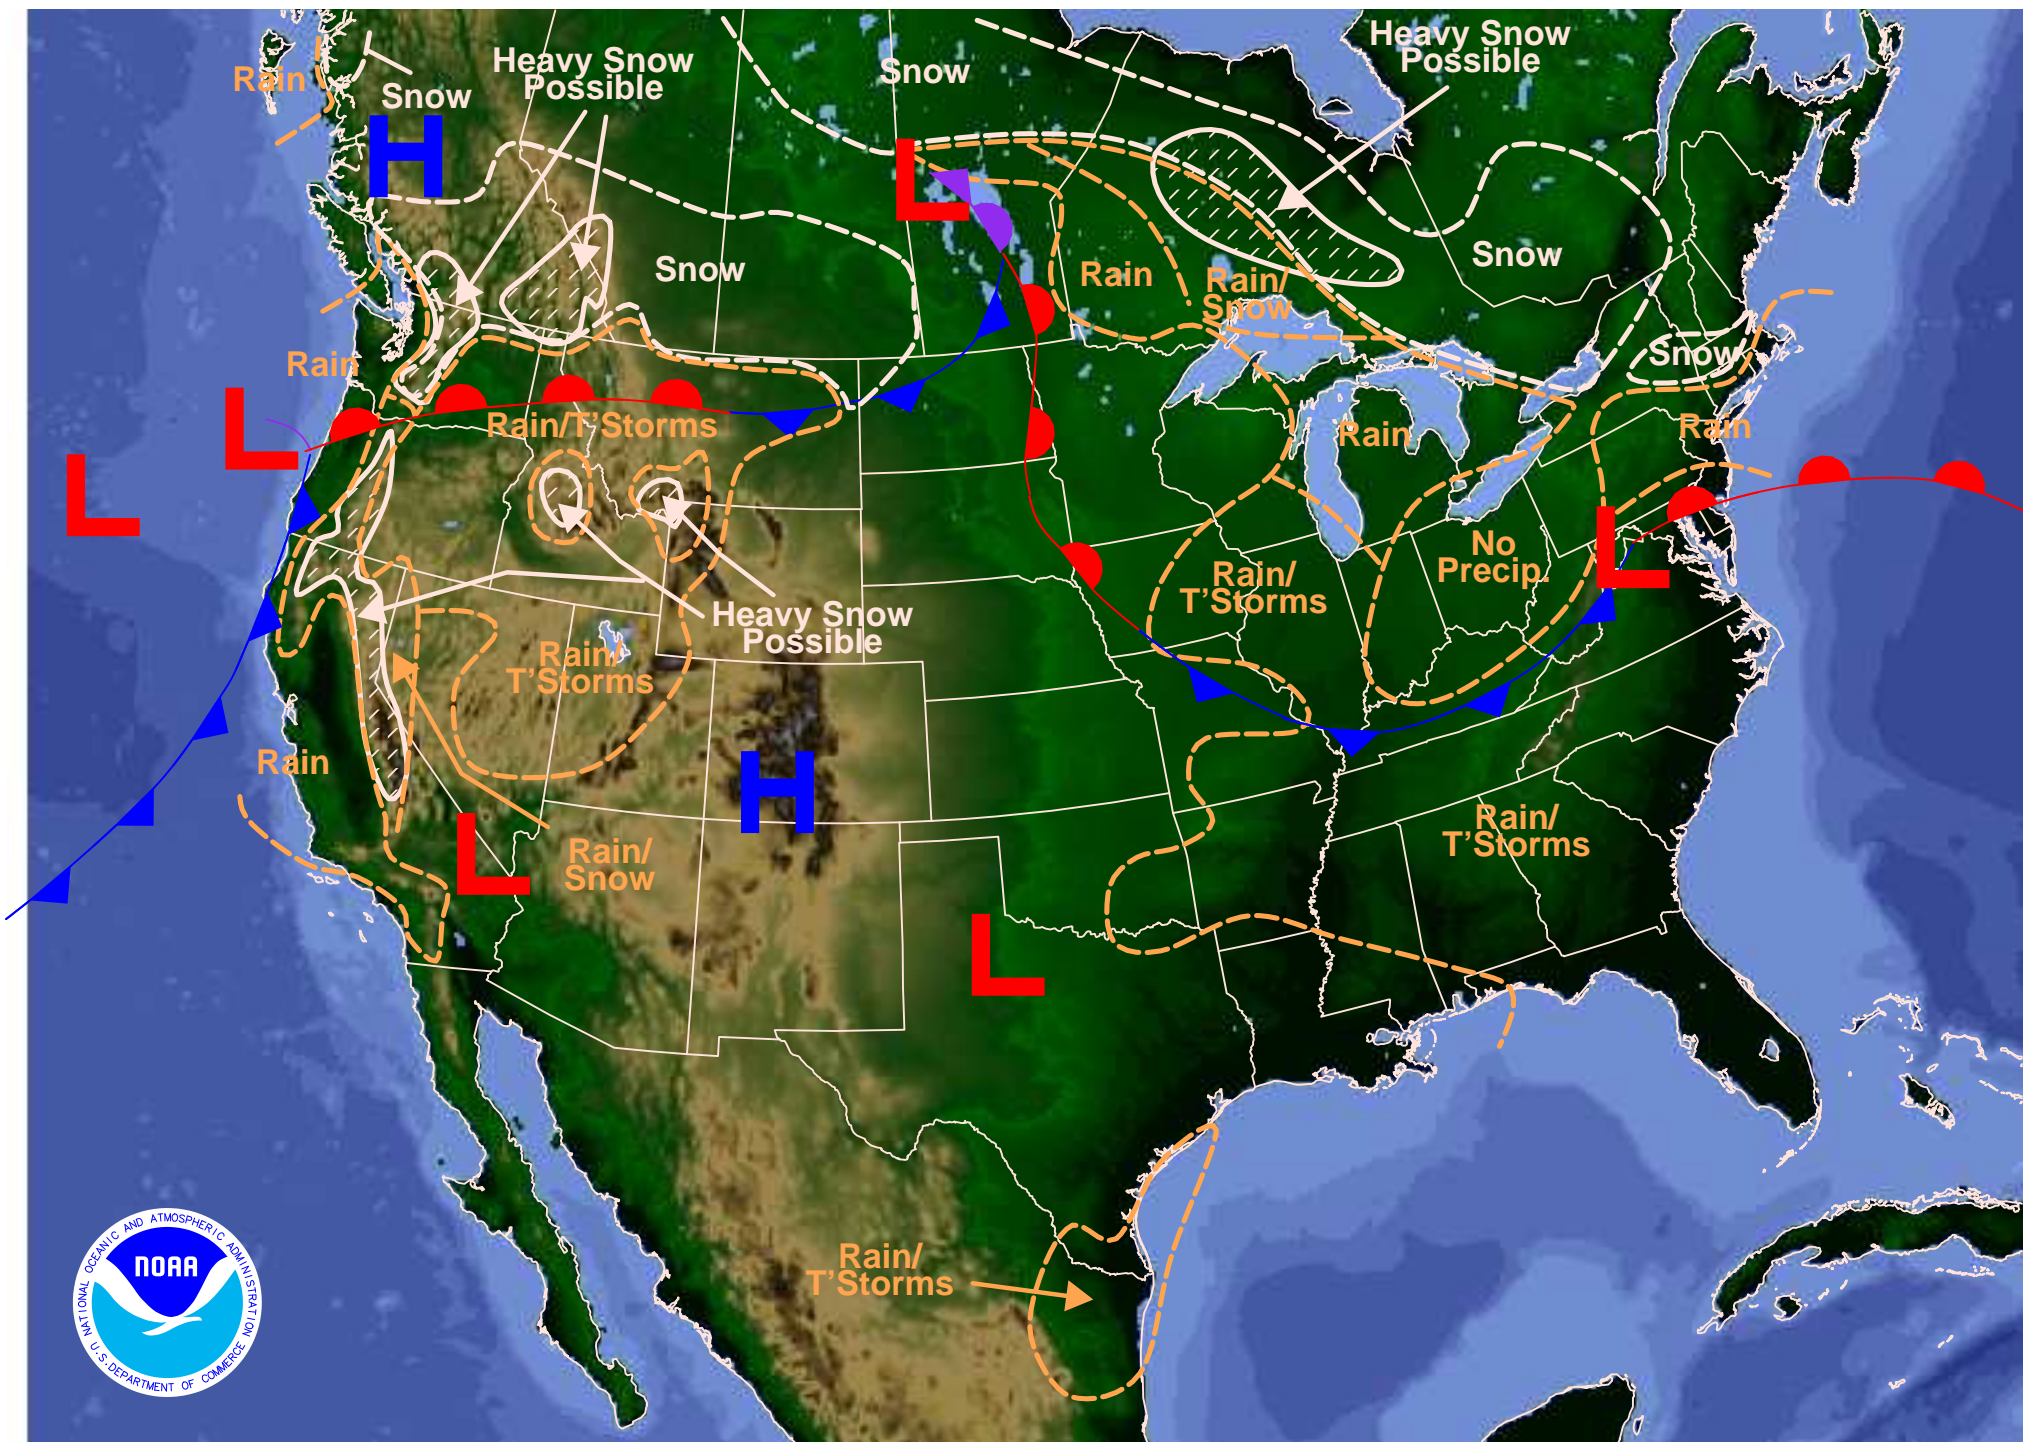 Heavy Snow
Possible
Heavy Snow
Possible
Rain
Snow
Snow
H
L
Snow
Rain
Rain/
Snow
Snow
Rain
Snow
L
Rain/T'Storms
Rain
Rain
L
L
No
Precip.
Rain/
T'Storms
Heavy Snow
Possible
Rain/
T'Storms
Rain
H
L
Rain/
Snow
Rain/
T'Storms
L
Rain/
T'Storms
NOAA
NATIONAL OCEANIC AND ATMOSPHERIC ADMINISTRATION
U.S. DEPARTMENT OF COMMERCE